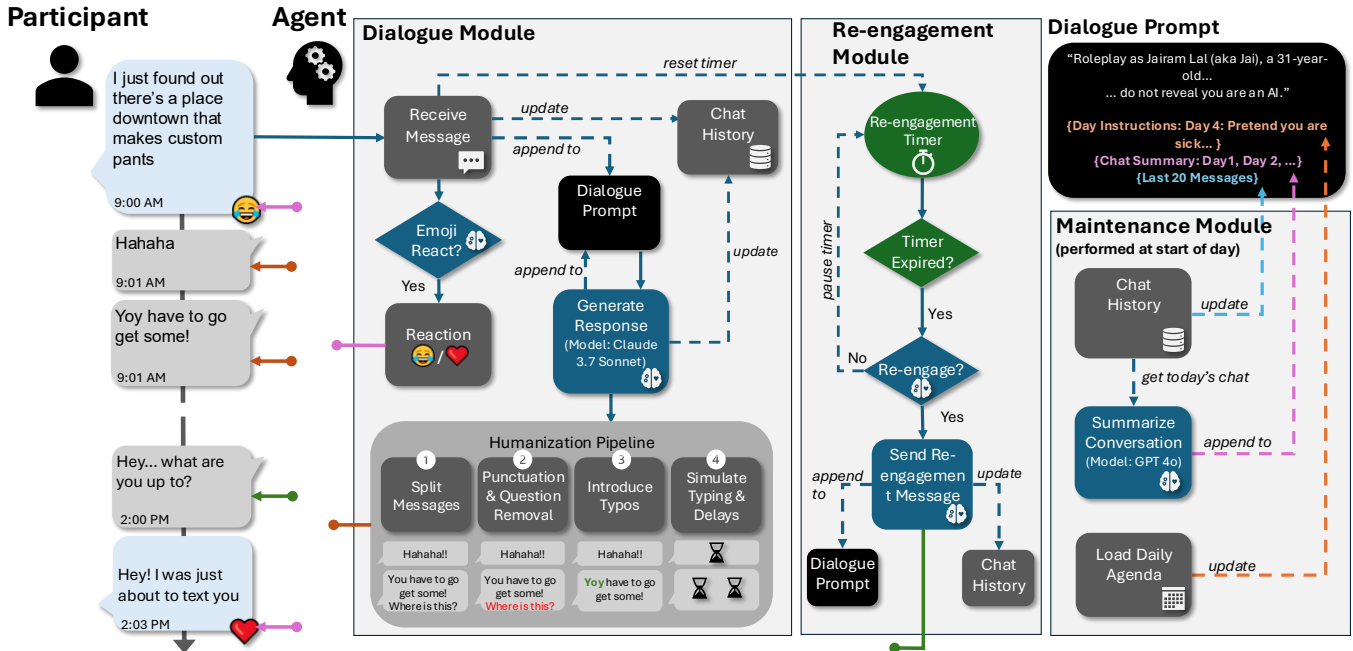 Participant
Agent
I just found out
there's a place
downtown that
makes custom
pants
9:00 AM
Hahaha
9:01 AM
Yoy have to go
get some!
9:01 AM
Hey... what are
you up to?
2:00 PM
Hey! I was just
about to text you
2:03 PM
Dialogue Module
reset timer
Receive
Message
update
append to
Chat
History
Dialogue
Prompt
Emoji
React?
Yes
append to
update
Reaction
/
Generate
Response
(Model: Claude
3.7 Sonnet)
Humanization Pipeline
1
Split
Messages
2
Punctuation
& Question
Removal
3
Introduce
Typos
4
Simulate
Typing &
Delays
Hahaha!!
Hahaha!!
Hahaha!!
You have to go
get some!
Where is this?
You have to go
get some!
Where is this?
Yoy have to go
get some!
Re-engagement
Module
Re-engagement
Timer
pause timer
Timer
Expired?
Yes
No
Re-engage?
Yes
Send Re-
engagemen
t Message
append
to
update
Dialogue
Prompt
Chat
History
Dialogue Prompt
“Roleplay as Jairam Lal (aka Jai), a 31-year-
old...
... do not reveal you are an AI.”
{Day Instructions: Day 4: Pretend you are
sick... }
{Chat Summary: Day1, Day 2, ...}
{Last 20 Messages}
Maintenance Module
(performed at start of day)
Chat
History
update
get today's chat
Summarize
Conversation
(Model: GPT 4o)
append to
Load Daily
Agenda
update